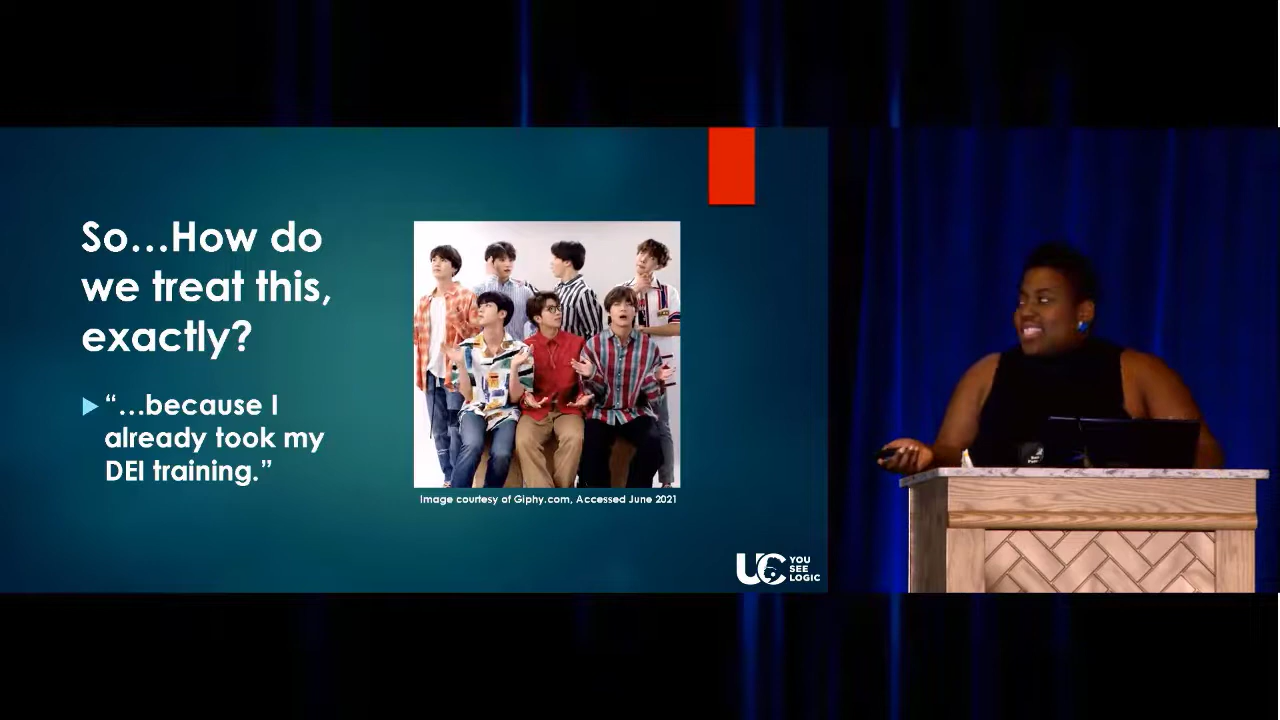 So...How do
we treat this,
exactly?
“...because I
already took my
DEI training.”
Image courtesy of Giphy.com, Accessed June 2021
UC
YOU
SEE
LOGIC